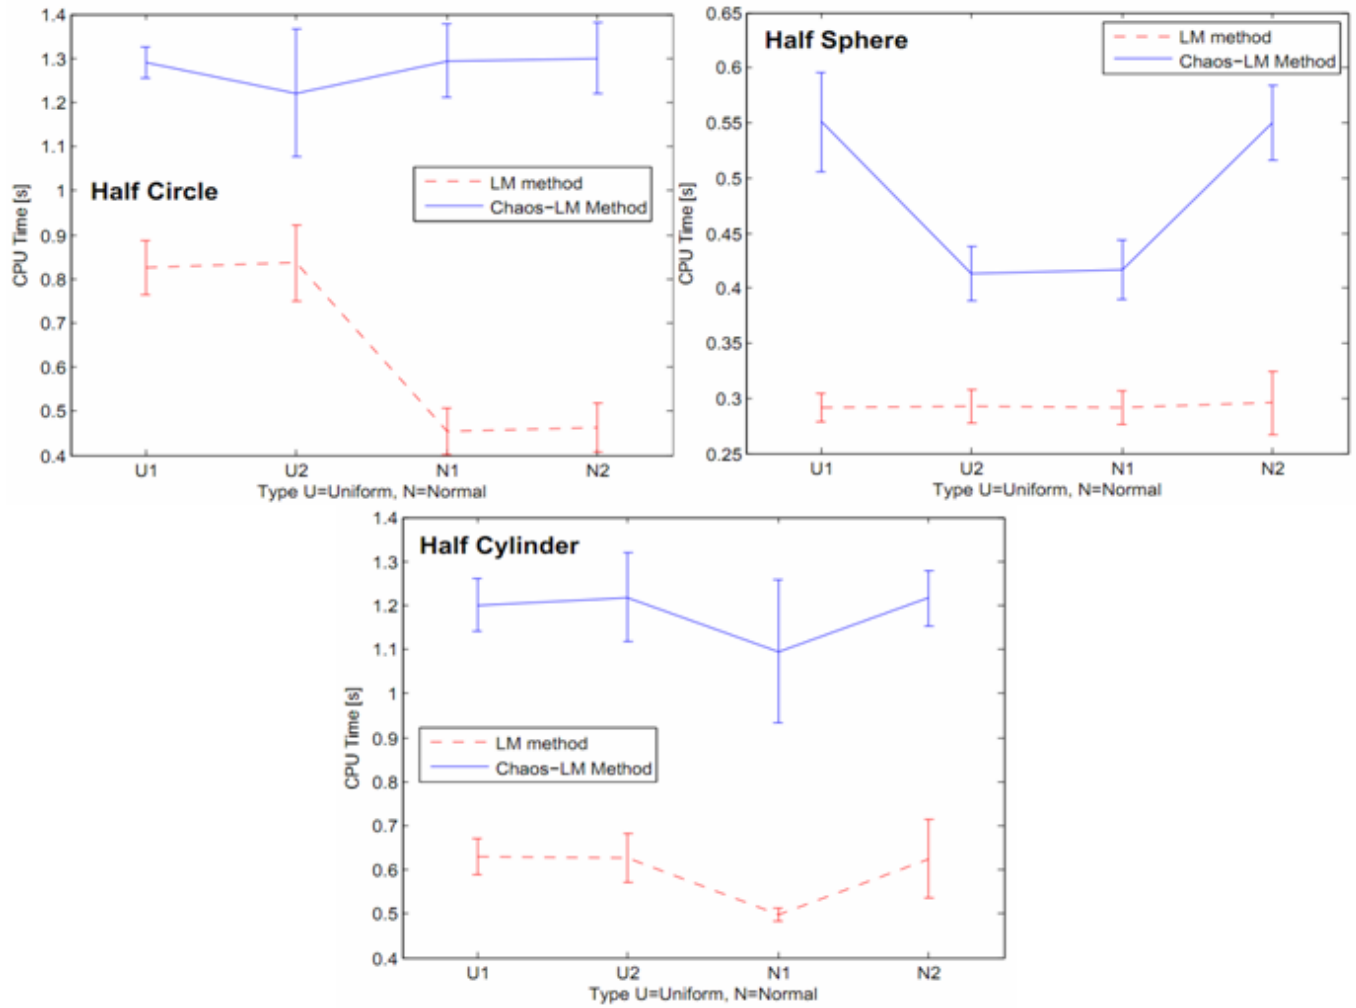 1.4
1.3
1.2
1.1
1
0.9
0.8
0.7
0.6
0.5
0.4
CPU Time [s]
Half Circle
LM method
Chaos−LM Method
U1 U2 N1 N2
Type U=Uniform, N=Normal
0.65
0.6
0.55
0.5
0.45
0.4
0.35
0.3
0.25
CPU Time [s]
Half Sphere
LM method
Chaos−LM Method
U1 U2 N1 N2
Type U=Uniform, N=Normal
1.4
1.3
1.2
1.1
1
0.9
0.8
0.7
0.6
0.5
0.4
CPU Time [s]
Half Cylinder
LM method
Chaos−LM Method
U1 U2 N1 N2
Type U=Uniform, N=Normal